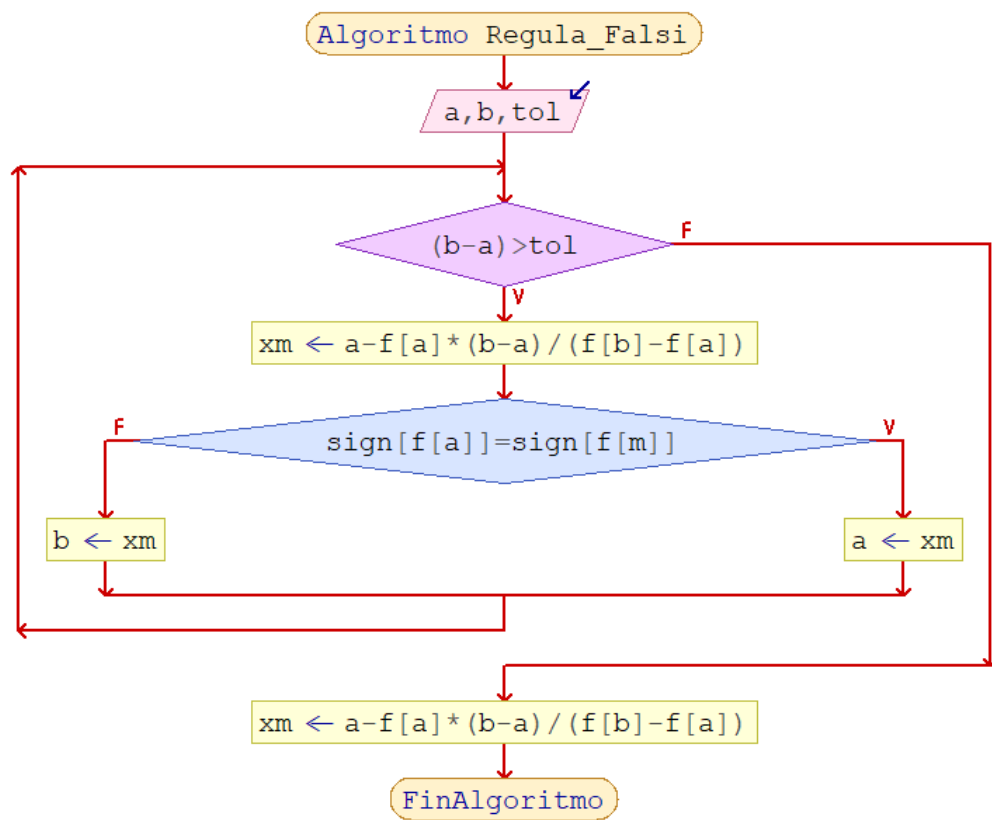 Algoritmo Regula_Falsi
a,b,tol
(b-a)>tol
F
V
xm ← a-f[a]*(b-a)/(f[b]-f[a])
F
sign[f[a]]=sign[f[m]]
V
b ← xm
a ← xm
xm ← a-f[a]*(b-a)/(f[b]-f[a])
FinAlgoritmo